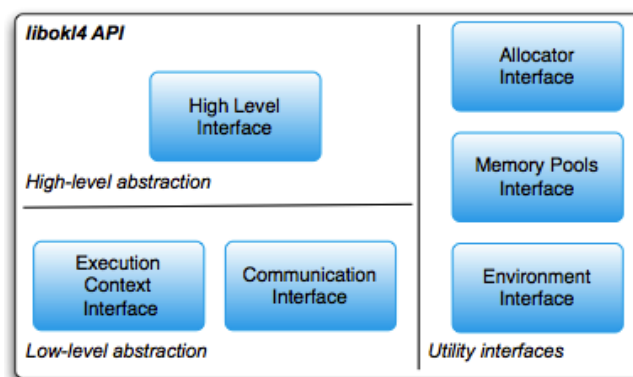 libokl4 API
High Level
Interface
High-level abstraction
Execution
Context
Interface
Communication
Interface
Low-level abstraction
Allocator
Interface
Memory Pools
Interface
Environment
Interface
Utility interfaces